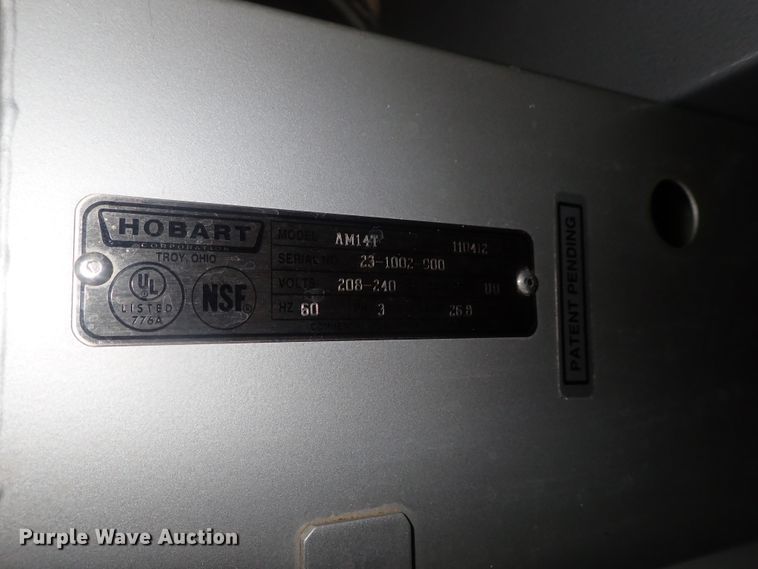 HOBART
CORPORATION
TROY, OHIO
UL
LISTED
776A
NSF
MODEL AM14T
SERIAL NO. 23-1002-900
VOLTS 208-240
HZ 60 3 26.8
PATENT PENDING
Purple Wave Auction